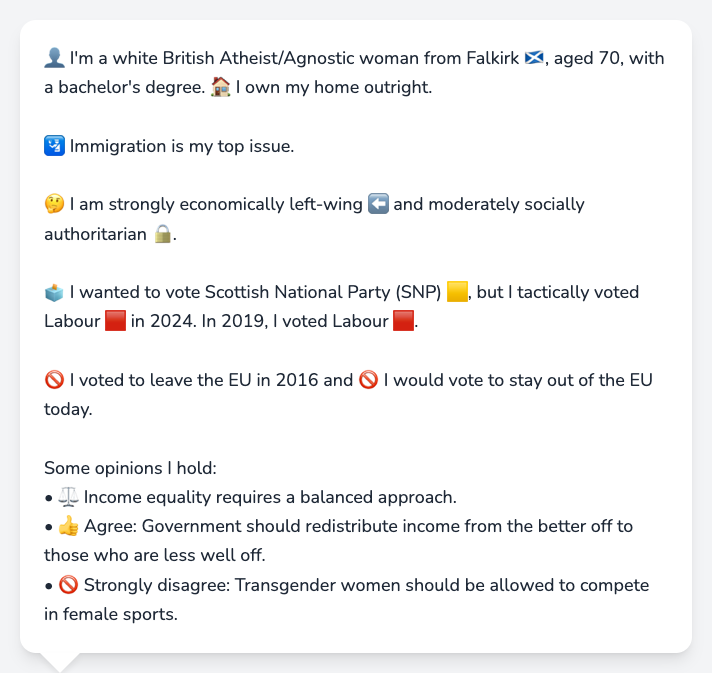 👤 I'm a white British Atheist/Agnostic woman from Falkirk 🏴󠁧󠁢󠁳󠁣󠁴󠁿, aged 70, with
a bachelor's degree. 🏠 I own my home outright.
🛂 Immigration is my top issue.
🤔 I am strongly economically left-wing ⬅️ and moderately socially
authoritarian 🔒.
🗳️ I wanted to vote Scottish National Party (SNP) 🟨, but I tactically voted
Labour 🟥 in 2024. In 2019, I voted Labour 🟥.
🚫 I voted to leave the EU in 2016 and 🚫 I would vote to stay out of the EU
today.
Some opinions I hold:
• ⚖️ Income equality requires a balanced approach.
• 👍 Agree: Government should redistribute income from the better off to
those who are less well off.
• 🚫 Strongly disagree: Transgender women should be allowed to compete
in female sports.